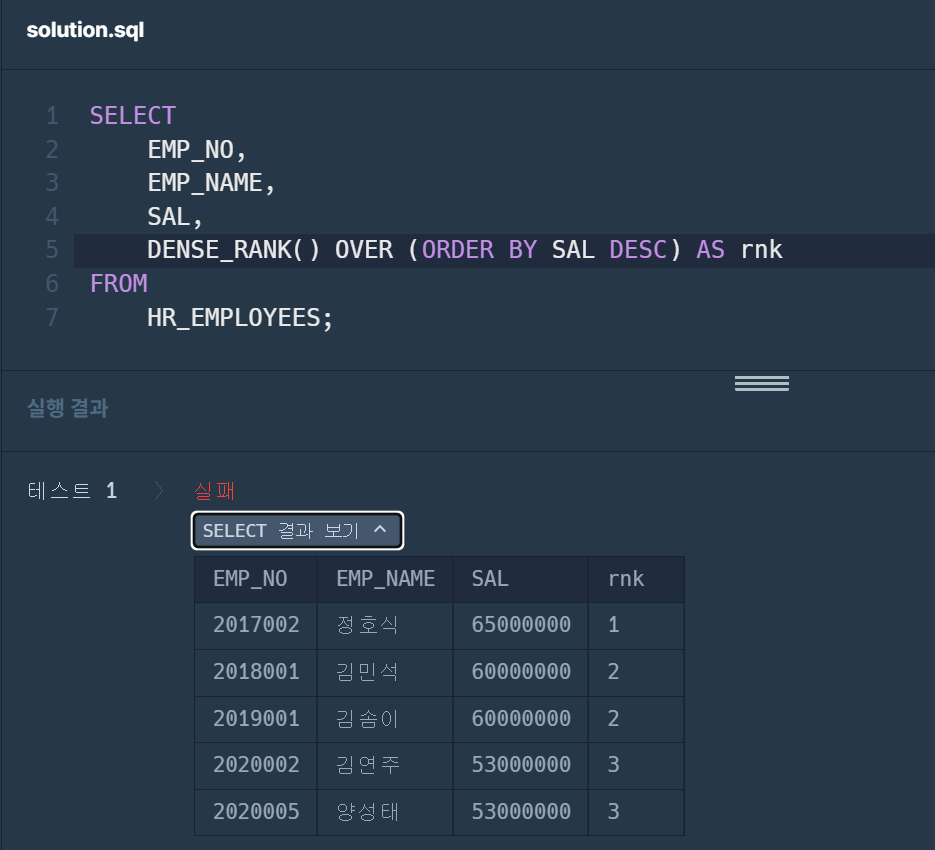 solution.sql
1 SELECT
2 EMP_NO,
3 EMP_NAME,
4 SAL,
5 DENSE_RANK() OVER (ORDER BY SAL DESC) AS rnk
6 FROM
7 HR_EMPLOYEES;
실행 결과
테스트 1 〉 실패
SELECT 결과 보기 ^
EMP_NO EMP_NAME SAL rnk
2017002 정호식 65000000 1
2018001 김민석 60000000 2
2019001 김솜이 60000000 2
2020002 김연주 53000000 3
2020005 양성태 53000000 3